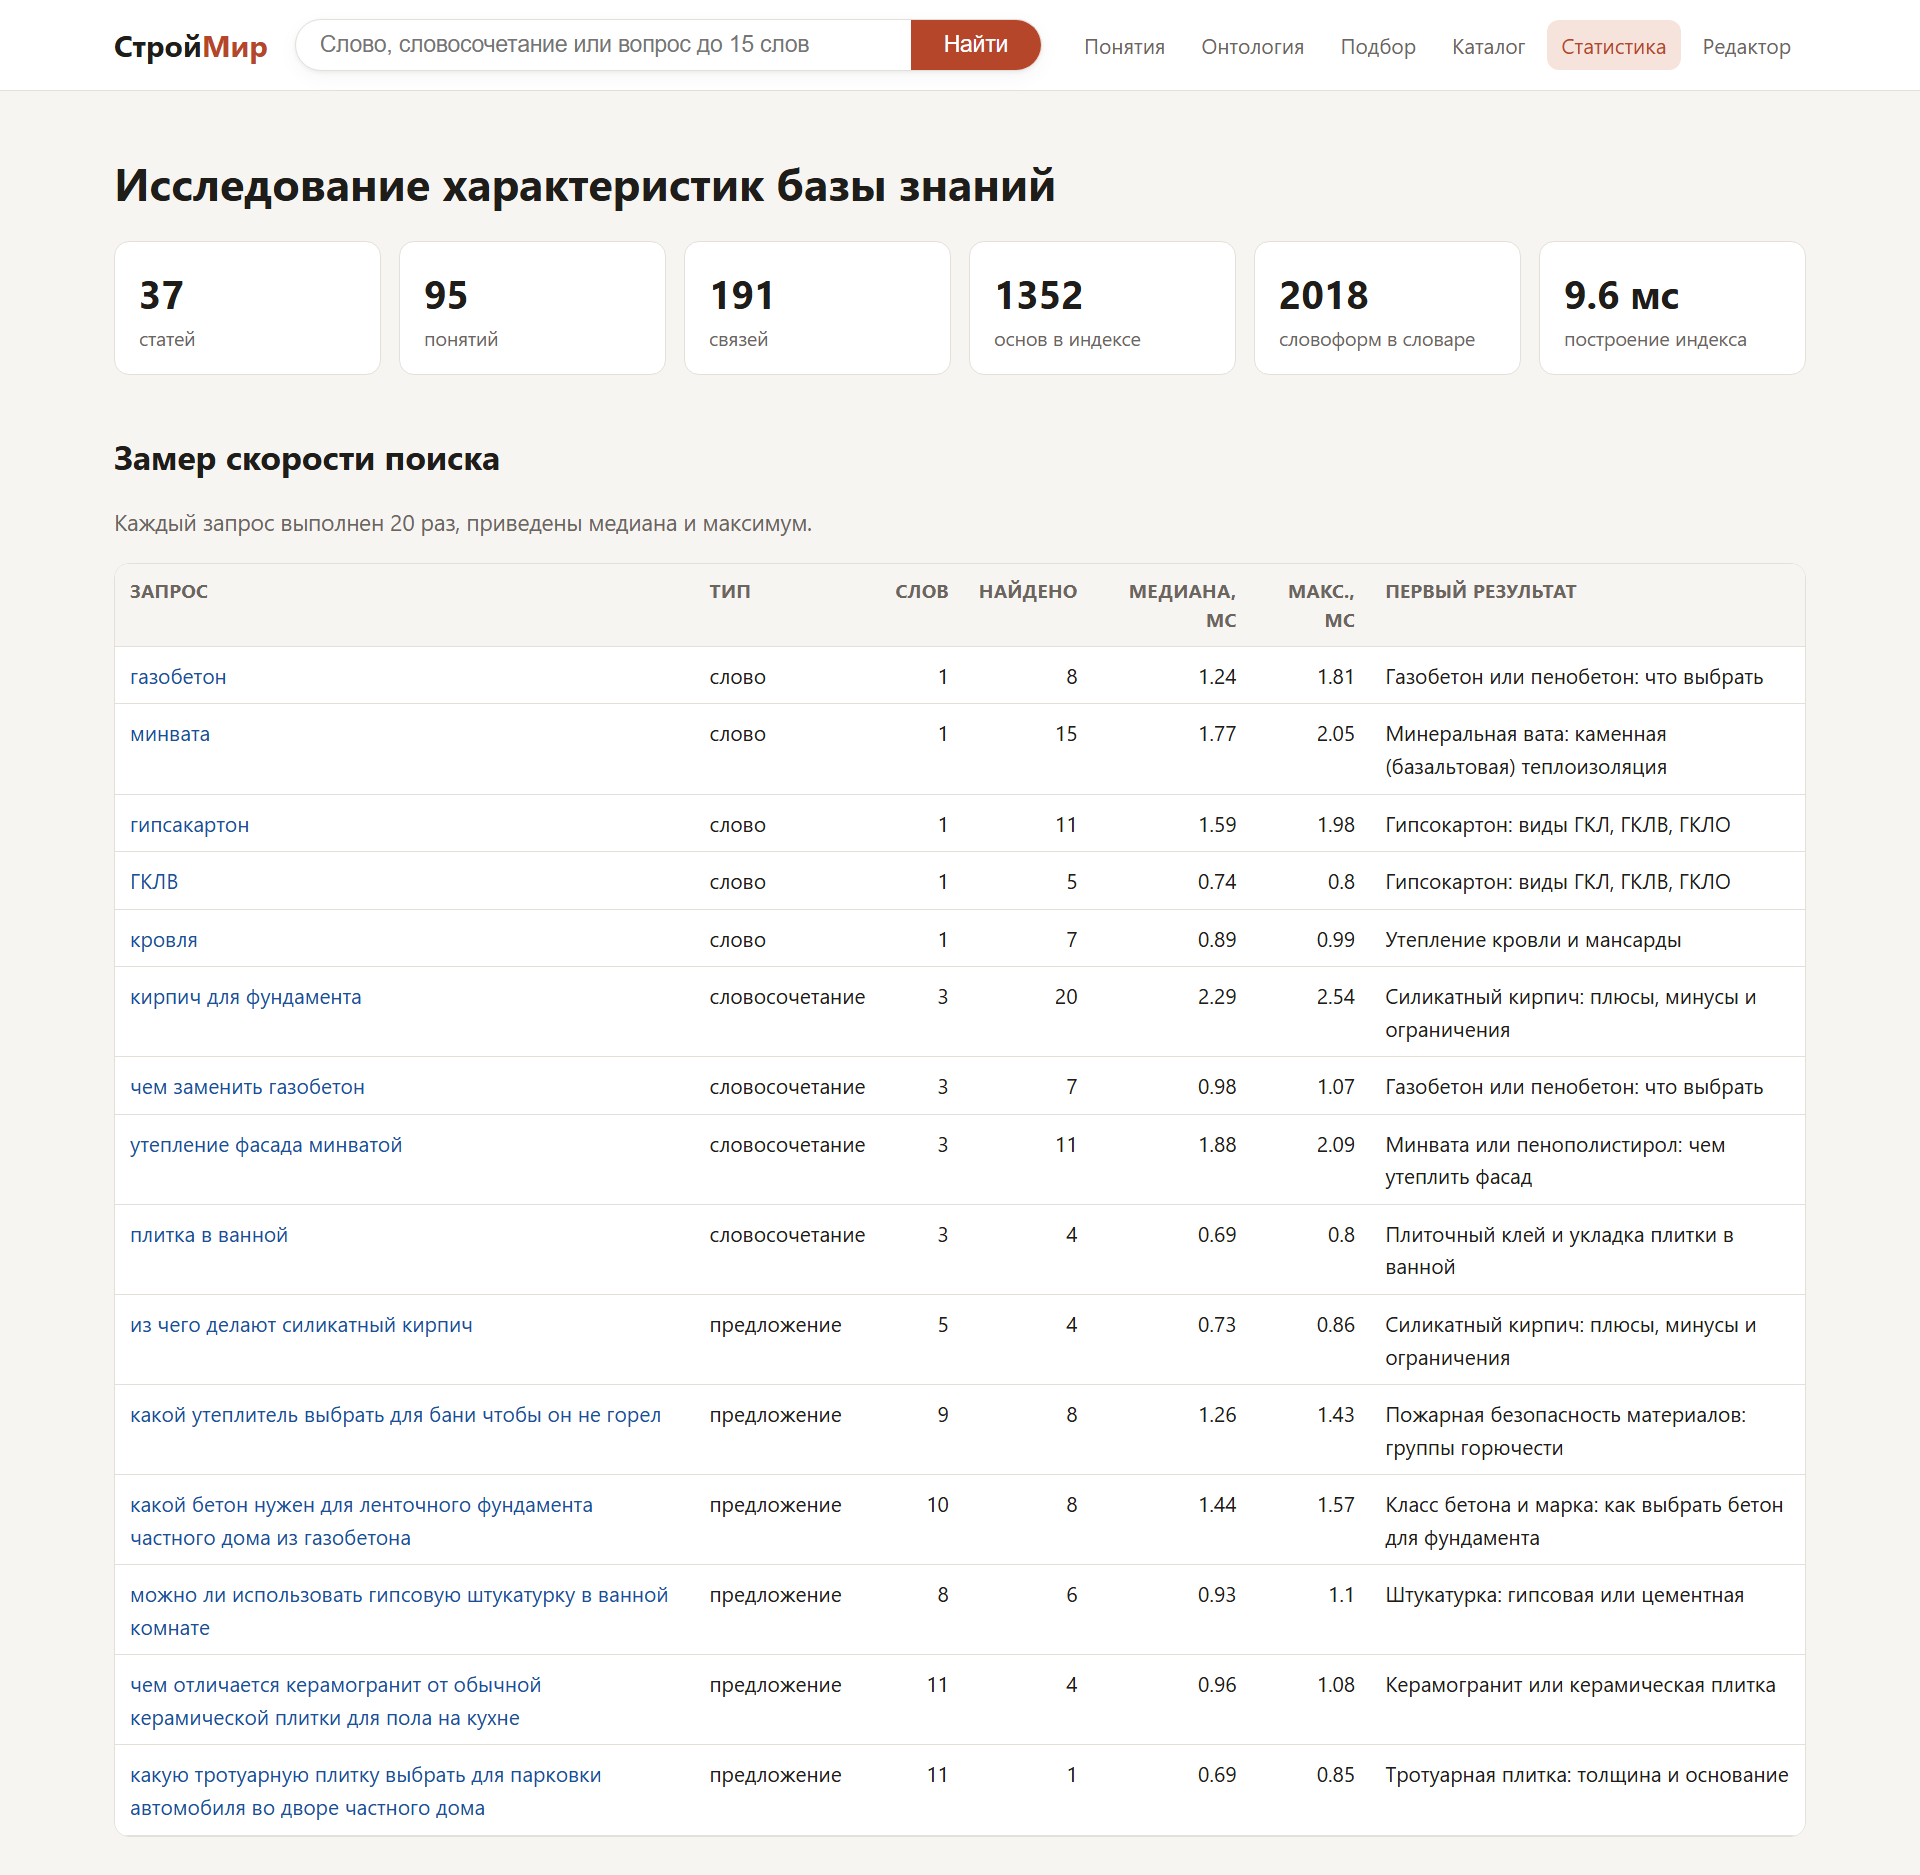 СтройМир
Слово, словосочетание или вопрос до 15 слов
Найти
Понятия
Онтология
Подбор
Каталог
Статистика
Редактор
Исследование характеристик базы знаний
37
статей
95
понятий
191
связей
1352
основ в индексе
2018
словоформ в словаре
9.6 мс
построение индекса
Замер скорости поиска
Каждый запрос выполнен 20 раз, приведены медиана и максимум.
ЗАПРОС ТИП СЛОВ НАЙДЕНО МЕДИАНА, МАКС., ПЕРВЫЙ РЕЗУЛЬТАТ
МС МС
газобетон слово 1 8 1.24 1.81 Газобетон или пенобетон: что выбрать
минвата слово 1 15 1.77 2.05 Минеральная вата: каменная
(базальтовая) теплоизоляция
гипсакартон слово 1 11 1.59 1.98 Гипсокартон: виды ГКЛ, ГКЛВ, ГКЛО
ГКЛВ слово 1 5 0.74 0.8 Гипсокартон: виды ГКЛ, ГКЛВ, ГКЛО
кровля слово 1 7 0.89 0.99 Утепление кровли и мансарды
кирпич для фундамента словосочетание 3 20 2.29 2.54 Силикатный кирпич: плюсы, минусы и
ограничения
чем заменить газобетон словосочетание 3 7 0.98 1.07 Газобетон или пенобетон: что выбрать
утепление фасада минватой словосочетание 3 11 1.88 2.09 Минвата или пенополистирол: чем
утеплить фасад
плитка в ванной словосочетание 3 4 0.69 0.8 Плиточный клей и укладка плитки в
ванной
из чего делают силикатный кирпич предложение 5 4 0.73 0.86 Силикатный кирпич: плюсы, минусы и
ограничения
какой утеплитель выбрать для бани чтобы он не горел предложение 9 8 1.26 1.43 Пожарная безопасность материалов:
группы горючести
какой бетон нужен для ленточного фундамента предложение 10 8 1.44 1.57 Класс бетона и марка: как выбрать бетон
частного дома из газобетона для фундамента
можно ли использовать гипсовую штукатурку в ванной предложение 8 6 0.93 1.1 Штукатурка: гипсовая или цементная
комнате
чем отличается керамогранит от обычной предложение 11 4 0.96 1.08 Керамогранит или керамическая плитка
керамической плитки для пола на кухне
какую тротуарную плитку выбрать для парковки предложение 11 1 0.69 0.85 Тротуарная плитка: толщина и основание
автомобиля во дворе частного дома